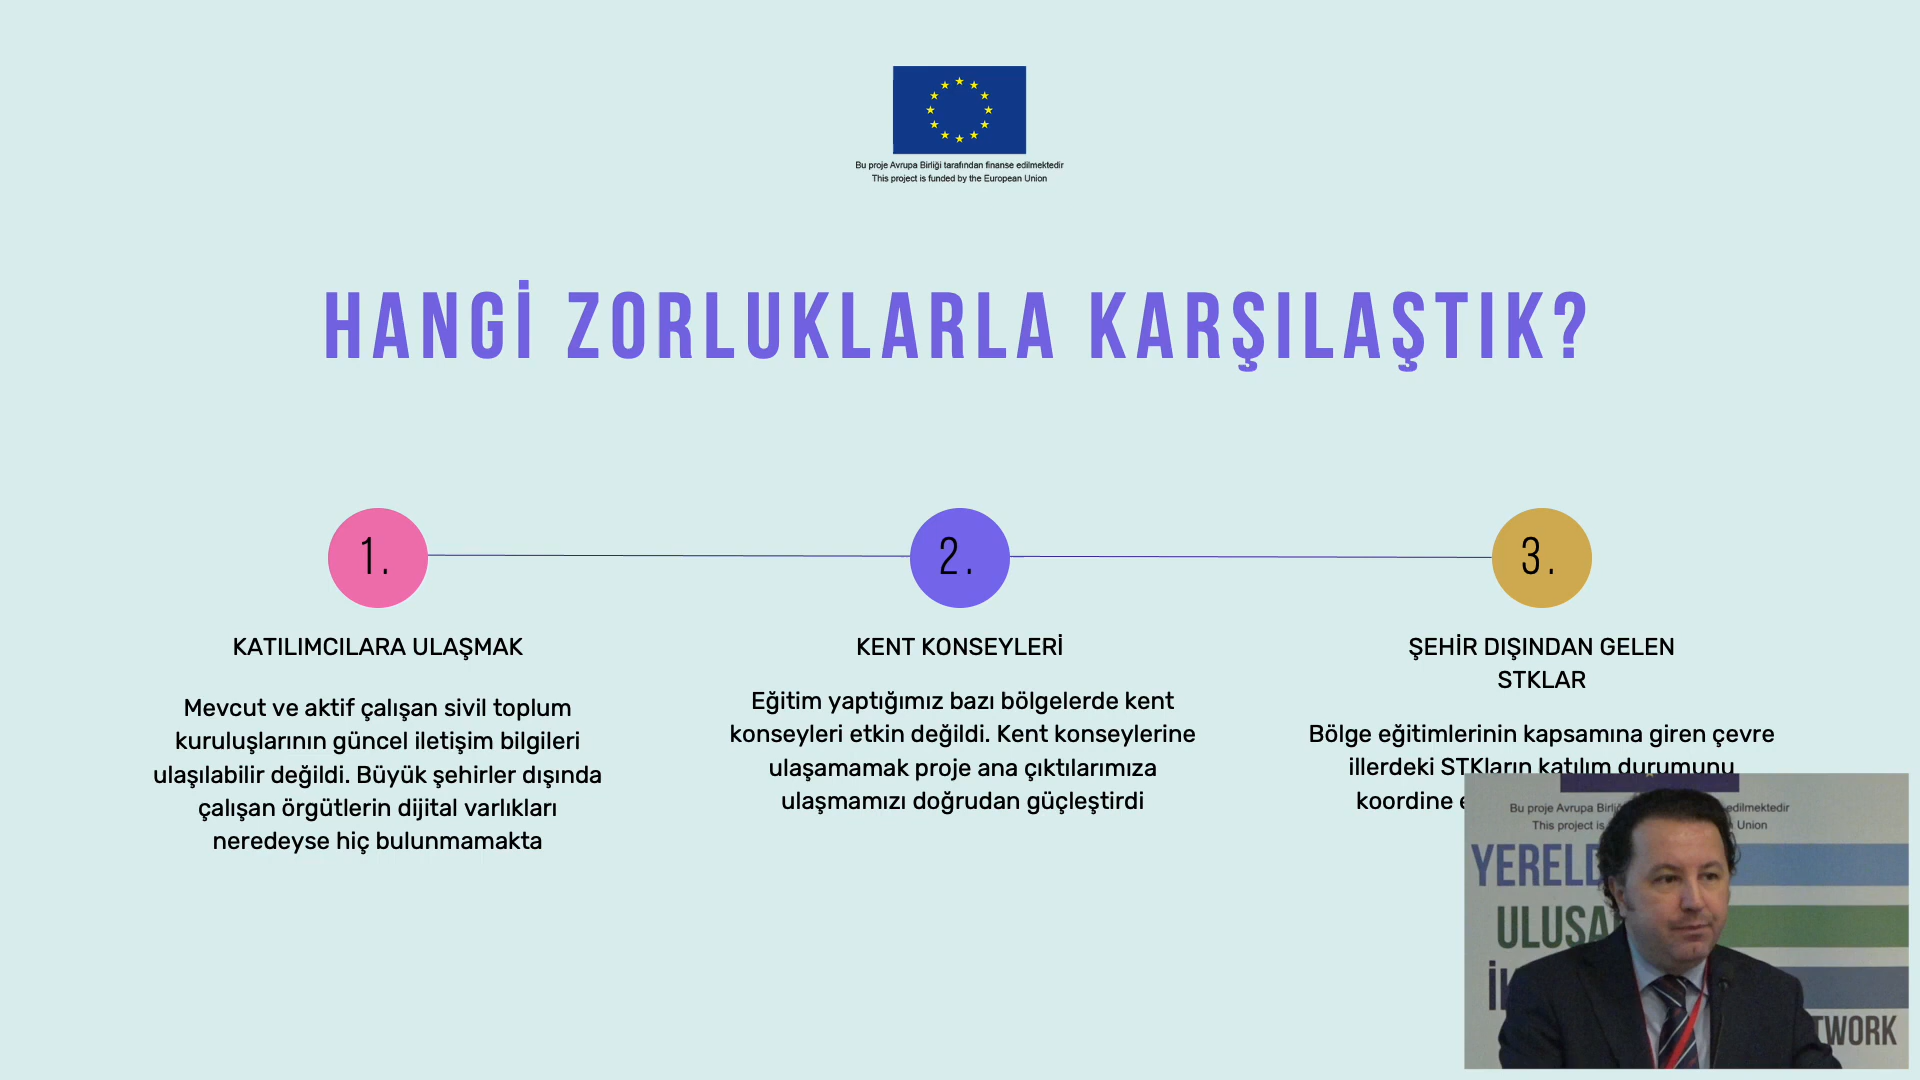 Bu proje Avrupa Birliği tarafından finanse edilmektedir
This project is funded by the European Union
HANGİ ZORLUKLARLA KARŞILAŞTIK?
1.
2.
3.
KATILIMCILARA ULAŞMAK
Mevcut ve aktif çalışan sivil toplum
kuruluşlarının güncel iletişim bilgileri
ulaşılabilir değildi. Büyük şehirler dışında
çalışan örgütlerin dijital varlıkları
neredeyse hiç bulunmamakta
KENT KONSEYLERİ
Eğitim yaptığımız bazı bölgelerde kent
konseyleri etkin değildi. Kent konseylerine
ulaşamamak proje ana çıktılarımıza
ulaşmamızı doğrudan güçleştirdi
ŞEHİR DIŞINDAN GELEN
STKLAR
Bölge eğitimlerinin kapsamına giren çevre
illerdeki STKların katılım durumunu
koordine
Bu proje Avrupa edilmektedir
This project is Union